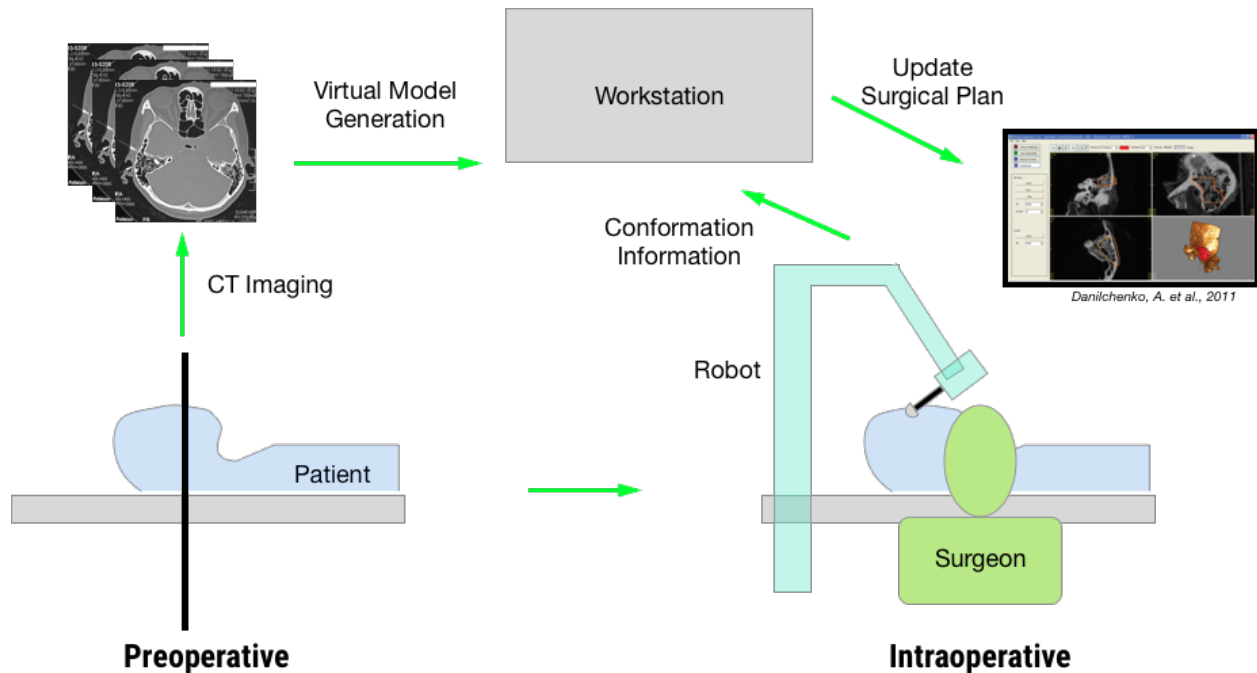 Virtual Model
Generation
Workstation
Update
Surgical Plan
CT Imaging
Conformation
Information
Danilchenko, A. et al., 2011
Robot
Patient
Surgeon
Preoperative
Intraoperative